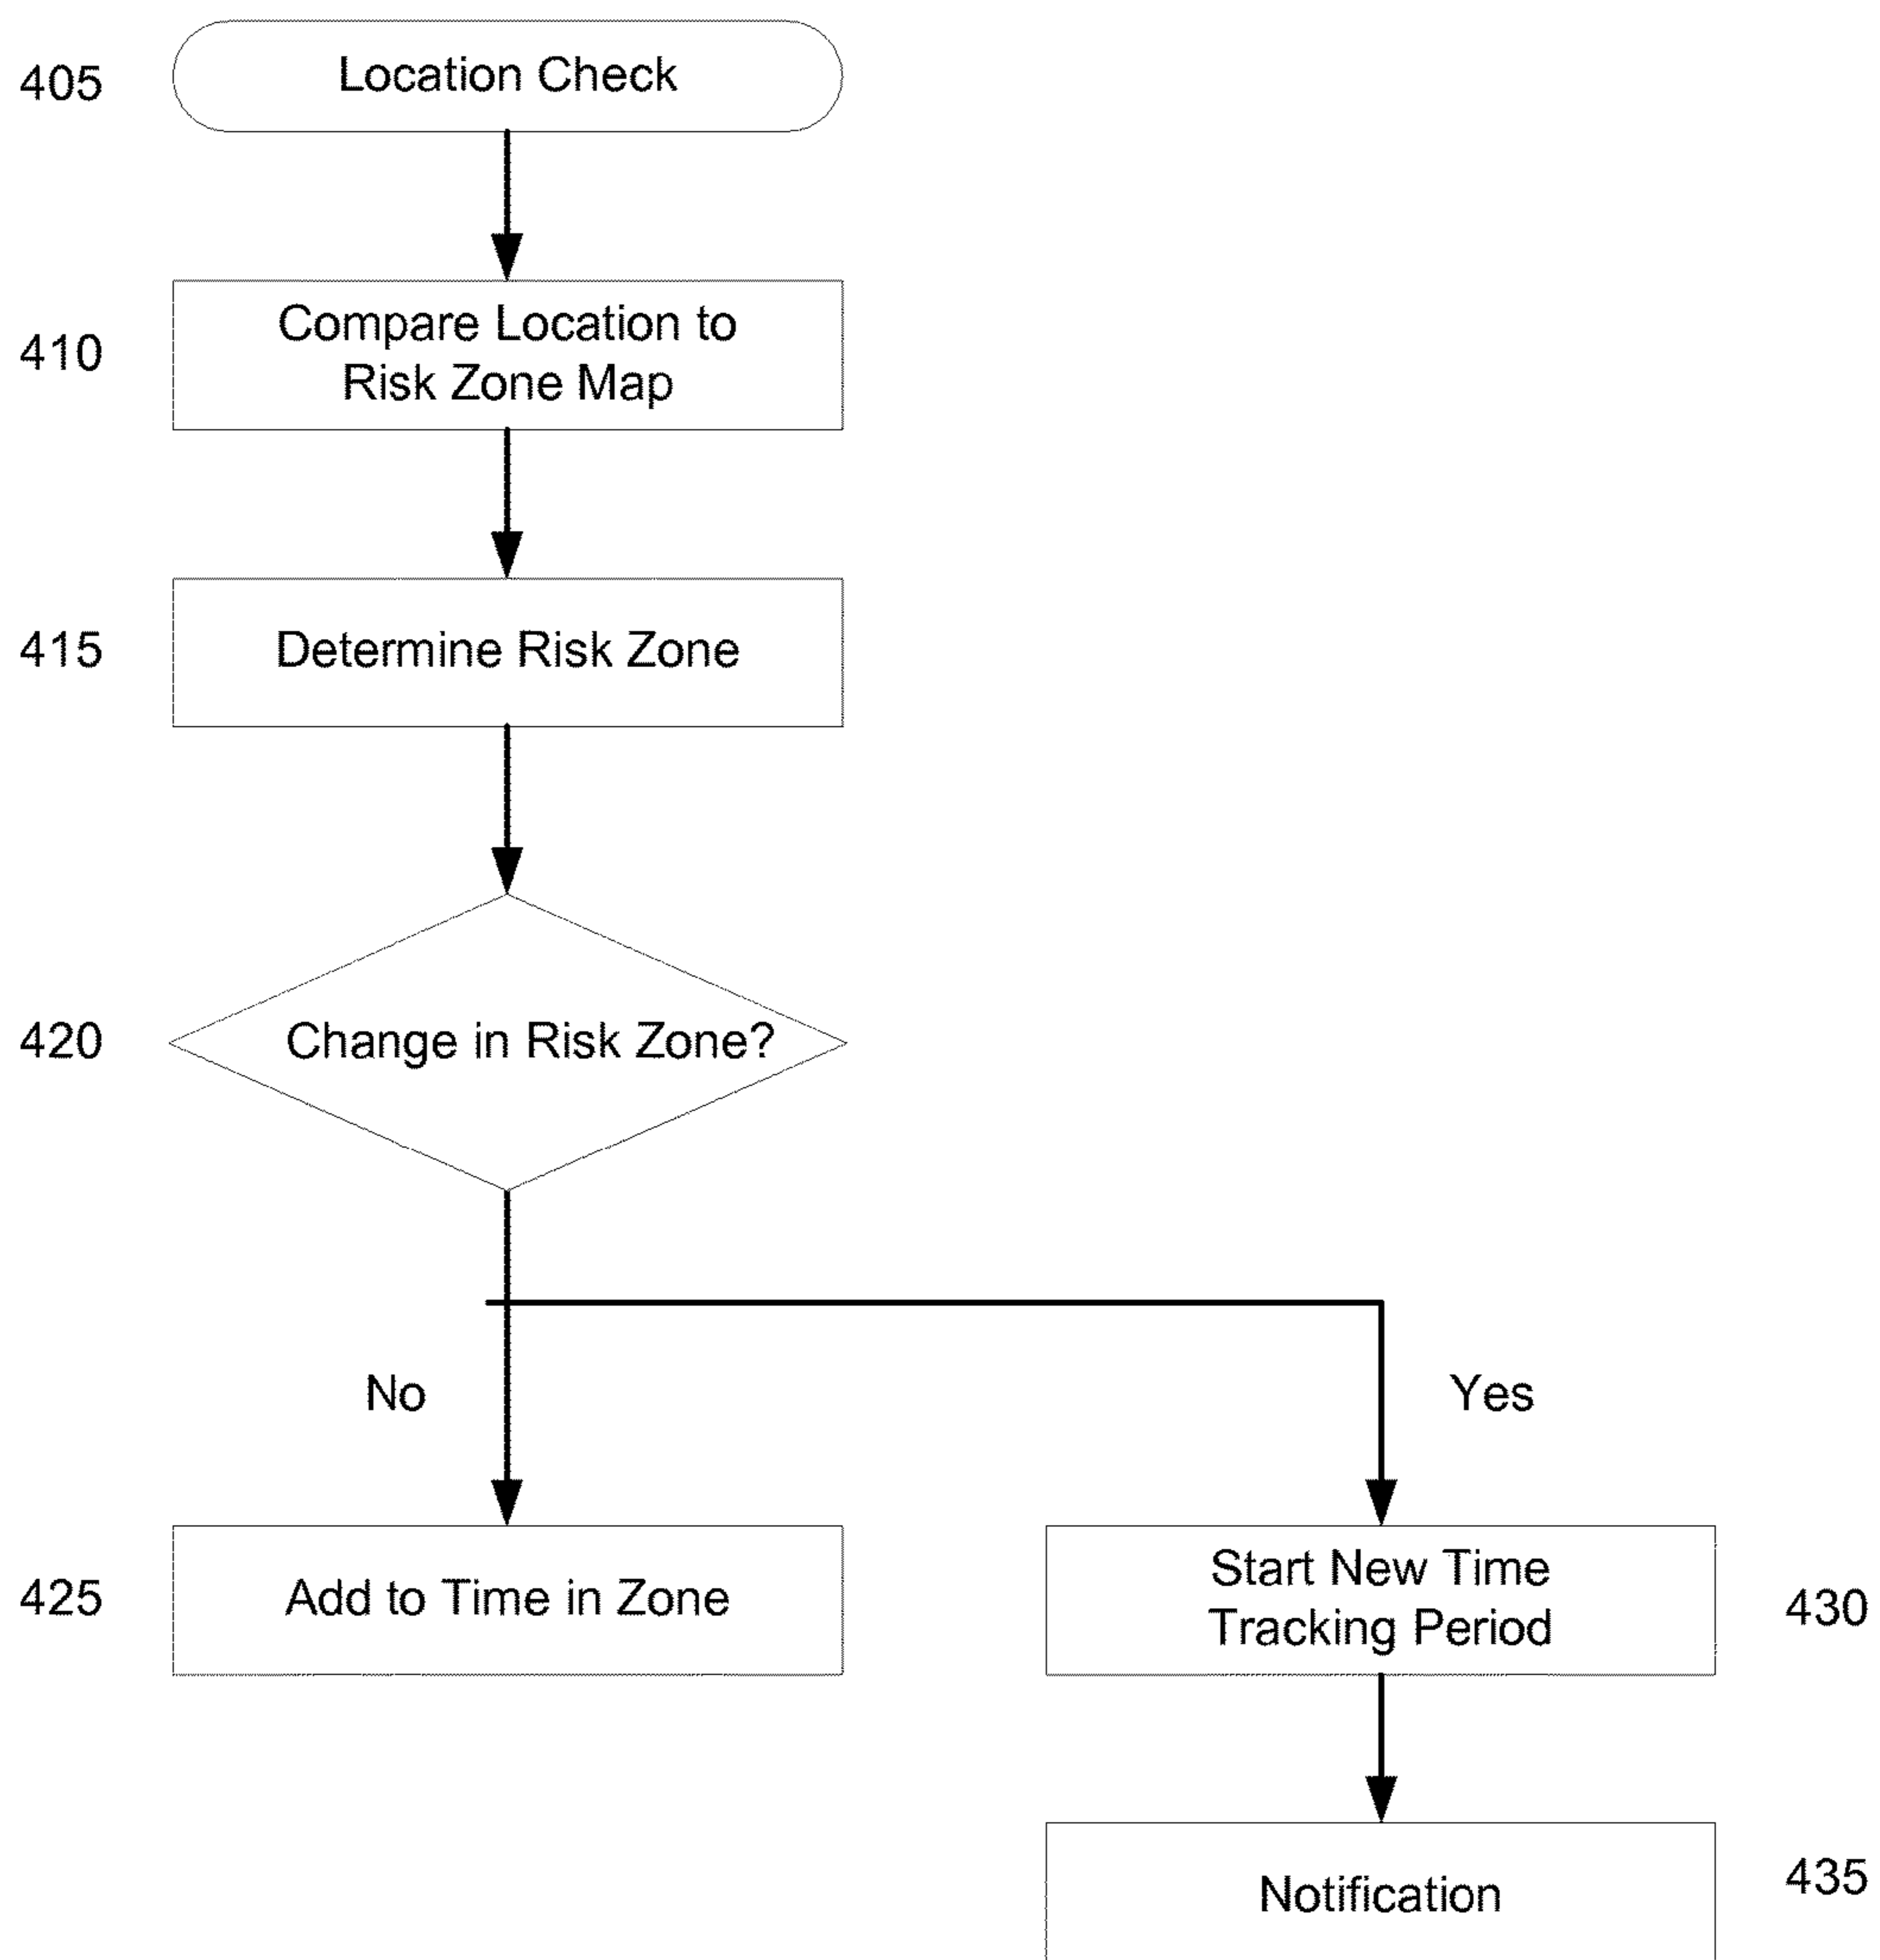 405
Location Check
410
Compare Location to
Risk Zone Map
415
Determine Risk Zone
420
Change in Risk Zone?
No
Yes
425
Add to Time in Zone
Start New Time
Tracking Period
430
Notification
435